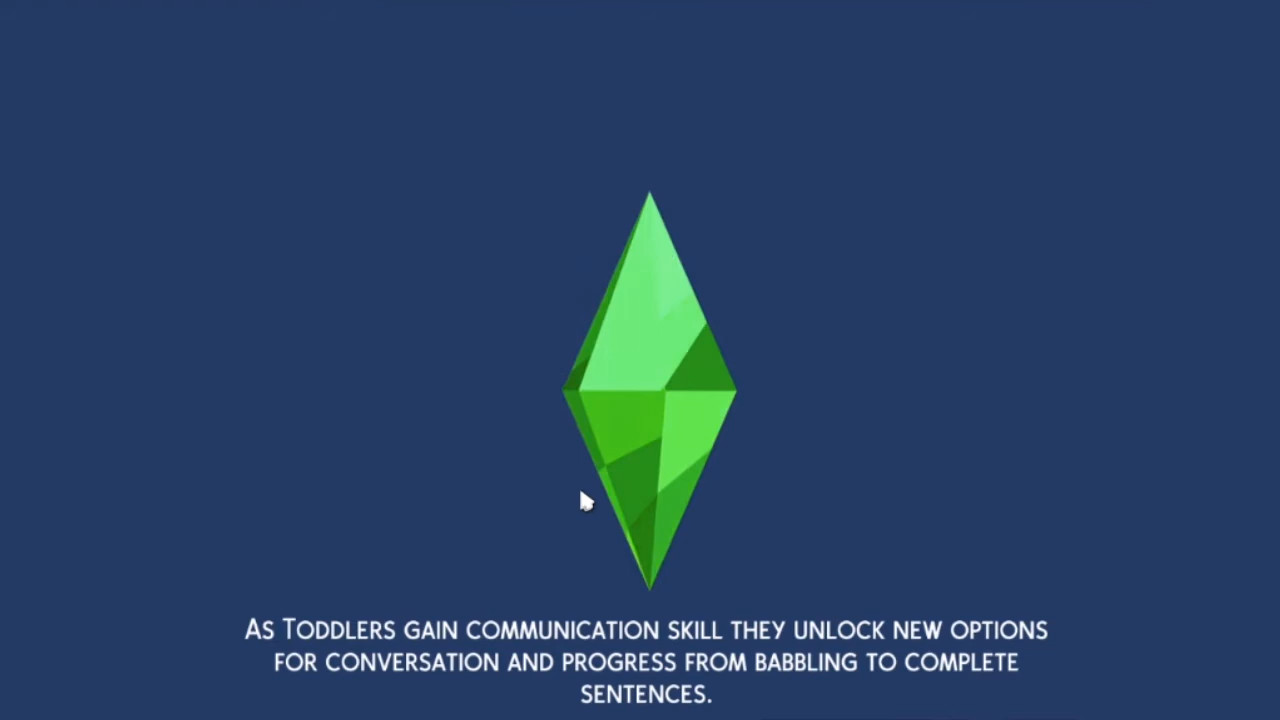 As Toddlers gain communication skill they unlock new options
for conversation and progress from babbling to complete
sentences.